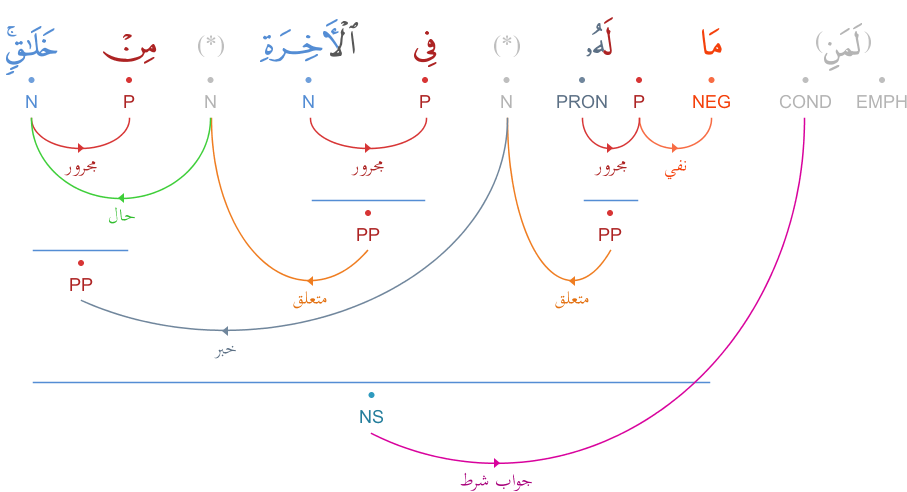 (لَمَنِ) مَا لَهُۥ (*) فِى ٱلْأَخِرَةِ (*) مِنْ خَلَٰقٍۢ ۚ
EMPH COND NEG P PRON N P N N P N
نفي مجرور مجرور مجرور
حال
PP PP
PP
متعلق متعلق
خبر
NS
جواب شرط